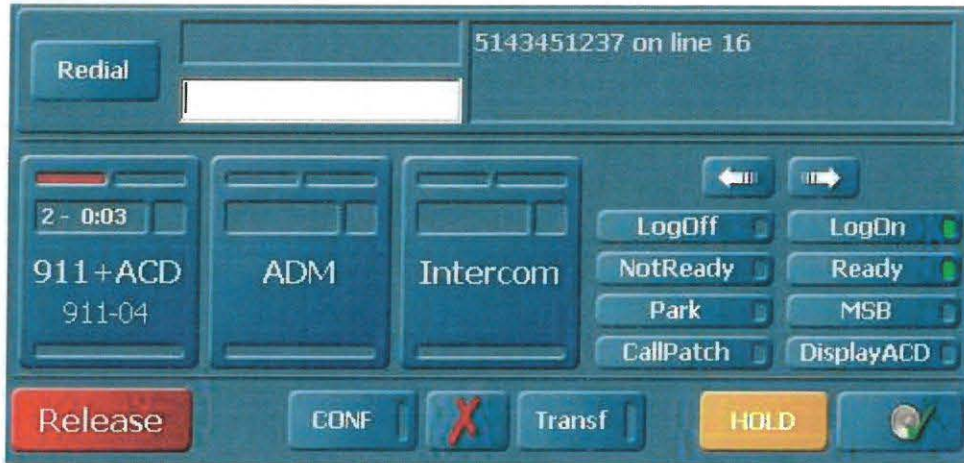 5143451237 on line 16
Redial
2 - 0:03
911+ACD
911-04
ADM
Intercom
LogOff
LogOn
NotReady
Ready
Park
MSB
CallPatch
DisplayACD
Release
CONF
Transf
HOLD